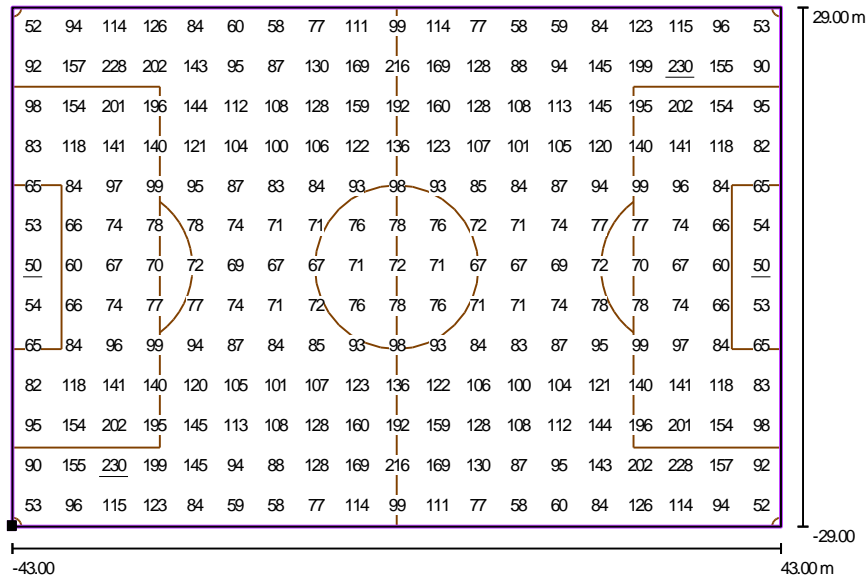 52 94 114 126 84 60 58 77 111 99 114 77 58 59 84 123 115 96 53
29.00 m
92 157 228 202 143 95 87 130 169 216 169 128 88 94 145 199 230 155 90
98 154 201 196 144 112 108 128 159 192 160 128 108 113 145 195 202 154 95
83 118 141 140 121 104 100 106 122 136 123 107 101 105 120 140 141 118 82
65 84 97 99 95 87 83 84 93 98 93 85 84 87 94 99 96 84 65
53 66 74 78 78 74 71 71 76 78 76 72 71 74 77 77 74 66 54
50 60 67 70 72 69 67 67 71 72 71 67 67 69 72 70 67 60 50
54 66 74 77 77 74 71 72 76 78 76 71 71 74 78 78 74 66 53
65 84 96 99 94 87 84 85 93 98 93 84 83 87 95 99 97 84 65
82 118 141 140 120 105 101 107 123 136 122 106 100 104 121 140 141 118 83
95 154 202 195 145 113 108 128 160 192 159 128 108 112 144 196 201 154 98
90 155 230 199 145 94 88 128 169 216 169 130 87 95 143 202 228 157 92
53 96 115 123 84 59 58 77 114 99 111 77 58 60 84 126 114 94 52
-29.00
-43.00
43.00 m